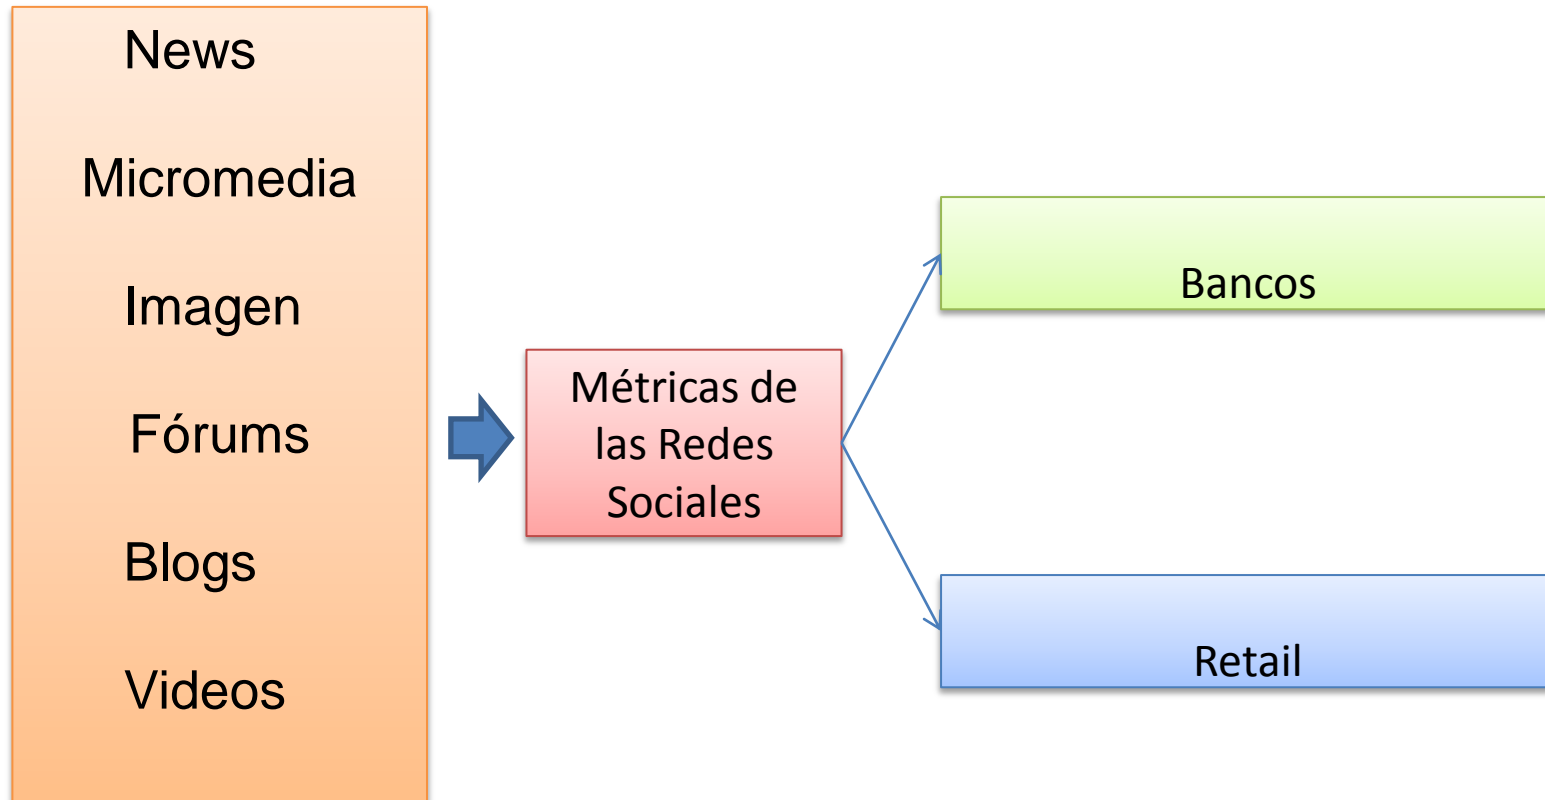 News
Micromedia
Imagen
Fórums
Blogs
Videos
Métricas de
las Redes
Sociales
Bancos
Retail